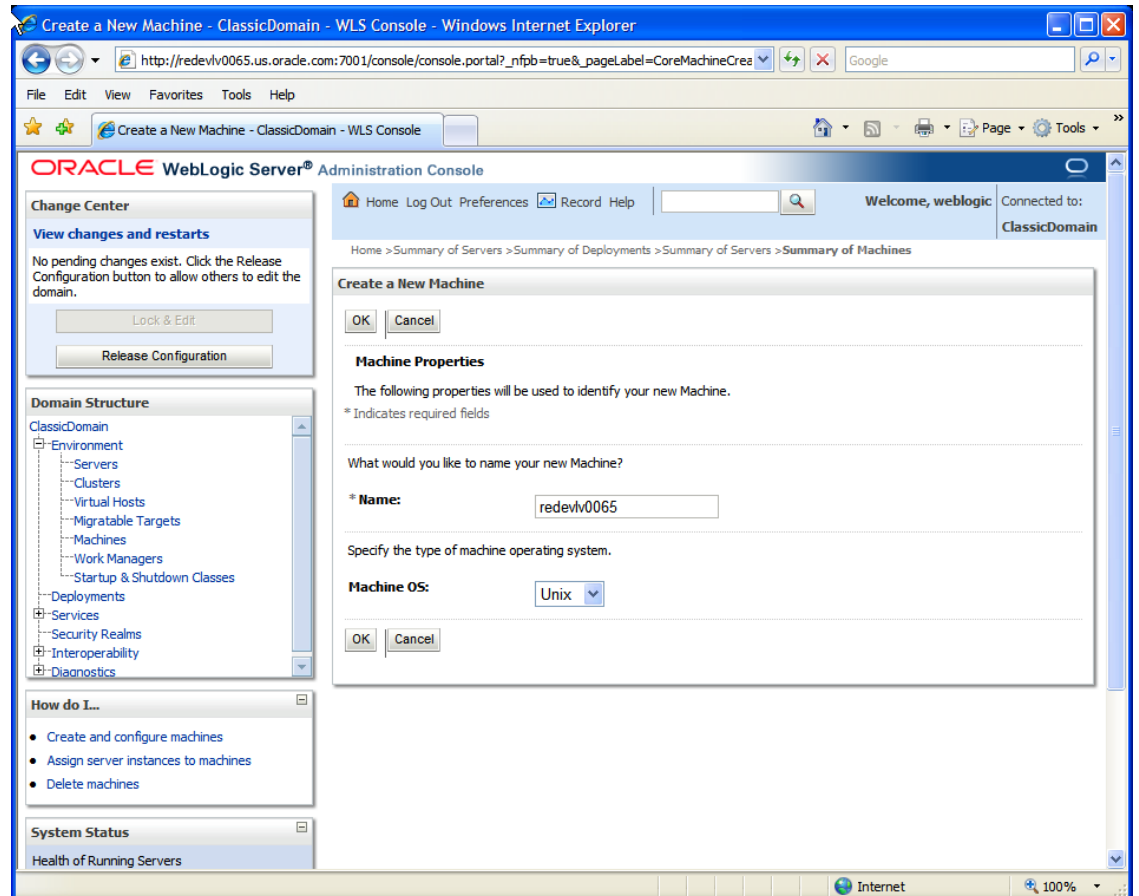 Create a New Machine - ClassicDomain - WLS Console - Windows Internet Explorer
http://redevlv0065.us.oracle.com:7001/console/console.portal?_nfpb=true&_pageLabel=CoreMachineCrea
Google
File Edit View Favorites Tools Help
Create a New Machine - ClassicDomain - WLS Console
Page Tools »
ORACLE WebLogic Server® Administration Console
Change Center
View changes and restarts
No pending changes exist. Click the Release
Configuration button to allow others to edit the
domain.
Lock & Edit
Release Configuration
Domain Structure
ClassicDomain
Environment
Servers
Clusters
Virtual Hosts
Migratable Targets
Machines
Work Managers
Startup & Shutdown Classes
Deployments
Services
Security Realms
Interoperability
Diagnostics
How do I...
Create and configure machines
Assign server instances to machines
Delete machines
System Status
Health of Running Servers
Home Log Out Preferences Record Help
Welcome, weblogic
Connected to:
ClassicDomain
Home >Summary of Servers >Summary of Deployments >Summary of Servers >Summary of Machines
Create a New Machine
OK Cancel
Machine Properties
The following properties will be used to identify your new Machine.
* Indicates required fields
What would you like to name your new Machine?
* Name: redevlv0065
Specify the type of machine operating system.
Machine OS: Unix
OK Cancel
Internet 100%